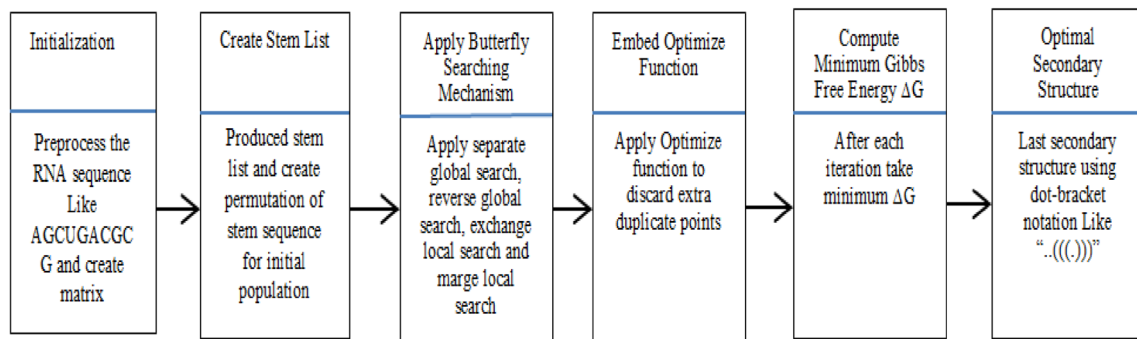 Initialization
Preprocess the
RNA sequence
Like
AGCUGACGC
G and create
matrix
Create Stem List
Produced stem
list and create
permutation of
stem sequence
for initial
population
Apply Butterfly
Searching
Mechanism
Apply separate
global search,
reverse global
search, exchange
local search and
marge local
search
Embed Optimize
Function
Apply Optimize
function to
discard extra
duplicate points
Compute
Minimum Gibbs
Free Energy ΔG
After each
iteration take
minimum ΔG
Optimal
Secondary
Structure
Last secondary
structure using
dot-bracket
notation Like
“..(((.)))”